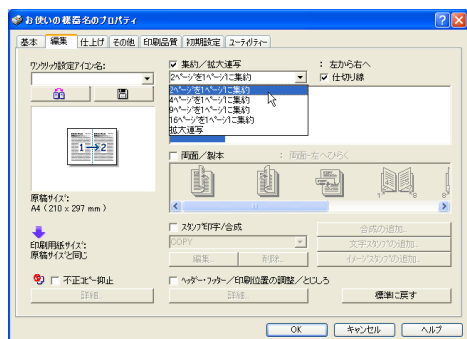 お使いの機器名のプロパティ
基本 編集 仕上げ その他 印刷品質 初期設定 ユーティリティー
ワンクリック設定アイコン名:
集約/拡大連写 : 左から右へ
2ページを1ページに集約 仕切り線
2ページを1ページに集約
4ページを1ページに集約
9ページを1ページに集約
16ページを1ページに集約
拡大連写
1 2
両面/製本 : 両面-左へひらく
原稿サイズ:
A4 ( 210 x 297 mm )
印刷用紙サイズ:
原稿サイズと同じ
スタンプ印字/合成 合成の追加...
COPY 文字スタンプの追加...
編集... 削除... イメージスタンプの追加...
不正コピー抑止 ヘッダー・フッター/印刷位置の調整/とじしろ
詳細... 詳細... 標準に戻す
OK キャンセル ヘルプ